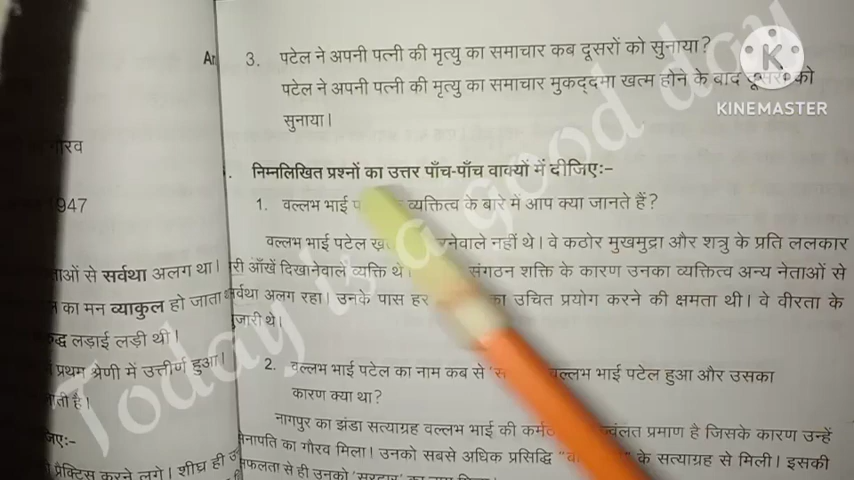 Ar
3. पटेल ने अपनी पत्नी की मृत्यु का समाचार कब दूसरों को सुनाया?
पटेल ने अपनी पत्नी की मृत्यु का समाचार मुकद्दमा खत्म होने के बाद को
सुनाया।
K
KINEMASTER
Today is a good day
निम्नलिखित प्रश्नों का उत्तर पाँच-पाँच वाक्यों में दीजिए:-
1. वल्लभ भाई व्यक्तित्व के बारे में आप क्या जानते हैं?
वल्लभ भाई पटेल नहीं थे। वे कठोर मुखमुद्रा और शत्रु के प्रति ललकार
आँखें दिखानेवाले व्यक्ति थे। संगठन शक्ति के कारण उनका व्यक्तित्व अन्य नेताओं से
सर्वथा अलग रहा। उनके पास हर का उचित प्रयोग करने की क्षमता थी। वे वीरता के
थे।
2. वल्लभ भाई पटेल का नाम कब से वल्लभ भाई पटेल हुआ और उसका
कारण क्या था?
नागपुर का झंडा सत्याग्रह वल्लभ भाई की प्रमाण है जिसके कारण उन्हें
का गौरव मिला। उनको सबसे अधिक प्रसिद्धि के सत्याग्रह से मिली। इसकी
से ही उनको 'सरदार'
गौरव
1947
से सर्वथा अलग था।
का मन व्याकुल हो जाता
लड़ाई लड़ी थी।
प्रथम श्रेणी में उत्तीर्ण हुआ।
है।
प्रैक्टिस करने लगे। शीघ्र ही